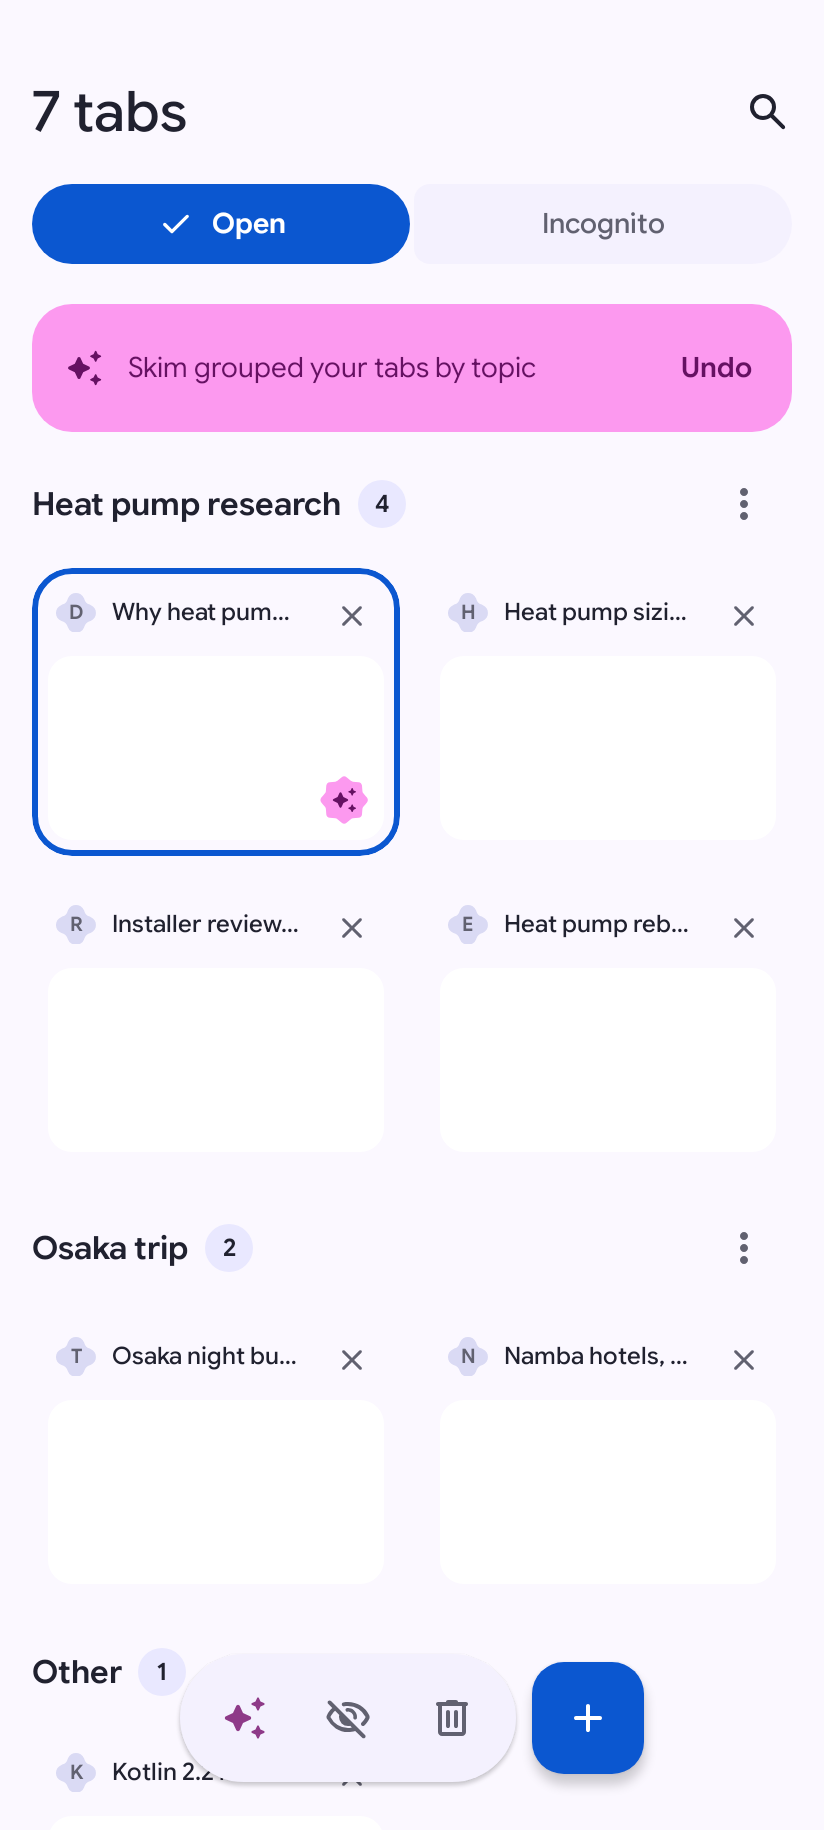 7 tabs
Open
Incognito
Skim grouped your tabs by topic
Undo
Heat pump research 4
D Why heat pum...
H Heat pump sizi...
R Installer review...
E Heat pump reb...
Osaka trip 2
T Osaka night bu...
N Namba hotels, ...
Other 1
K Kotlin 2.2